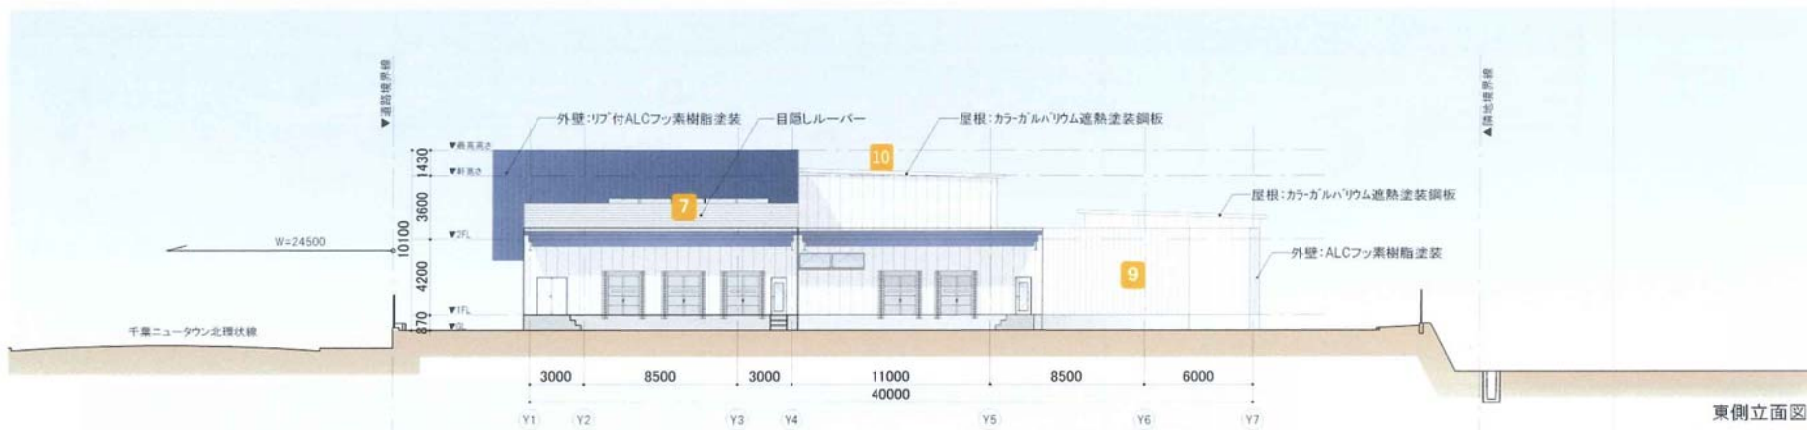 ▼道路境界線
▲隣地境界線
外壁:リブ付ALCフッ素樹脂塗装
目隠しルーバー
屋根:カラーガルバリウム遮熱塗装鋼板
▼最高高さ
10
1430
▼軒高さ
屋根:カラーガルバリウム遮熱塗装鋼板
3600
7
▼2FL
W=24500
10100
外壁:ALCフッ素樹脂塗装
4200
9
▼1FL
870
▼GL
千葉ニュータウン北環状線
3000 8500 3000 11000 8500 6000
40000
Y1 Y2 Y3 Y4 Y5 Y6 Y7
東側立面図